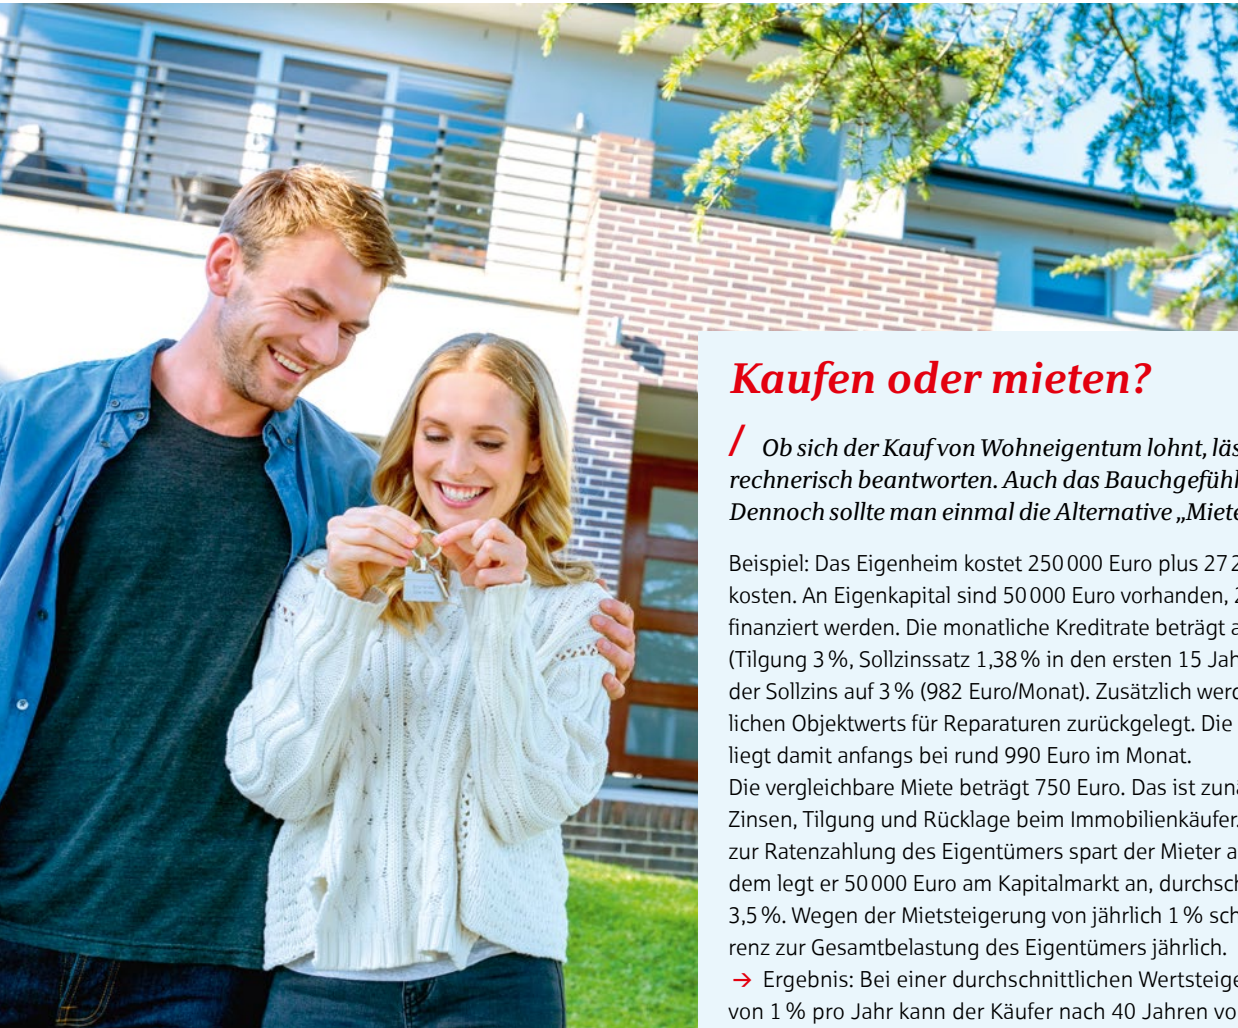 Kaufen oder mieten?
/ Ob sich der Kauf von Wohneigentum lohnt, läs
rechnerisch beantworten. Auch das Bauchgefühl
Dennoch sollte man einmal die Alternative „Miete
Beispiel: Das Eigenheim kostet 250 000 Euro plus 27 2
kosten. An Eigenkapital sind 50 000 Euro vorhanden, 2
finanziert werden. Die monatliche Kreditrate beträgt a
(Tilgung 3 %, Sollzinssatz 1,38 % in den ersten 15 Jah
der Sollzins auf 3 % (982 Euro/Monat). Zusätzlich werd
lichen Objektwerts für Reparaturen zurückgelegt. Die
liegt damit anfangs bei rund 990 Euro im Monat.
Die vergleichbare Miete beträgt 750 Euro. Das ist zunä
Zinsen, Tilgung und Rücklage beim Immobilienkäufer.
zur Ratenzahlung des Eigentümers spart der Mieter a
dem legt er 50 000 Euro am Kapitalmarkt an, durchsch
3,5 %. Wegen der Mietsteigerung von jährlich 1 % sch
renz zur Gesamtbelastung des Eigentümers jährlich.
→ Ergebnis: Bei einer durchschnittlichen Wertsteige
von 1 % pro Jahr kann der Käufer nach 40 Jahren vo